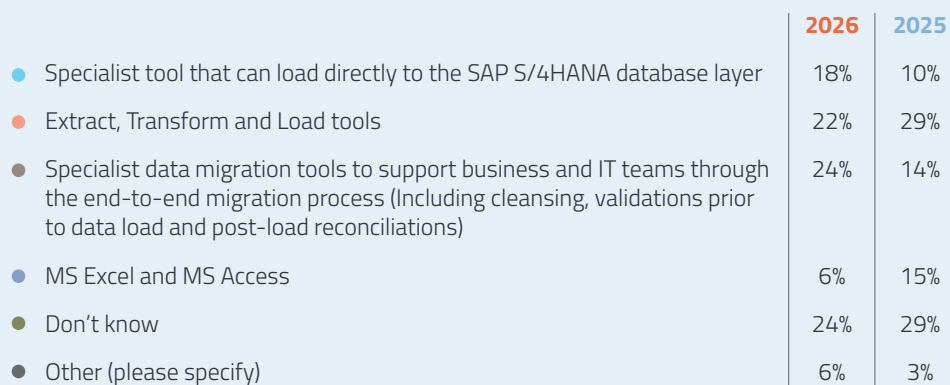 2026 2025
Specialist tool that can load directly to the SAP S/4HANA database layer 18% 10%
Extract, Transform and Load tools 22% 29%
Specialist data migration tools to support business and IT teams through 24% 14%
the end-to-end migration process (Including cleansing, validations prior
to data load and post-load reconciliations)
MS Excel and MS Access 6% 15%
Don’t know 24% 29%
Other (please specify) 6% 3%